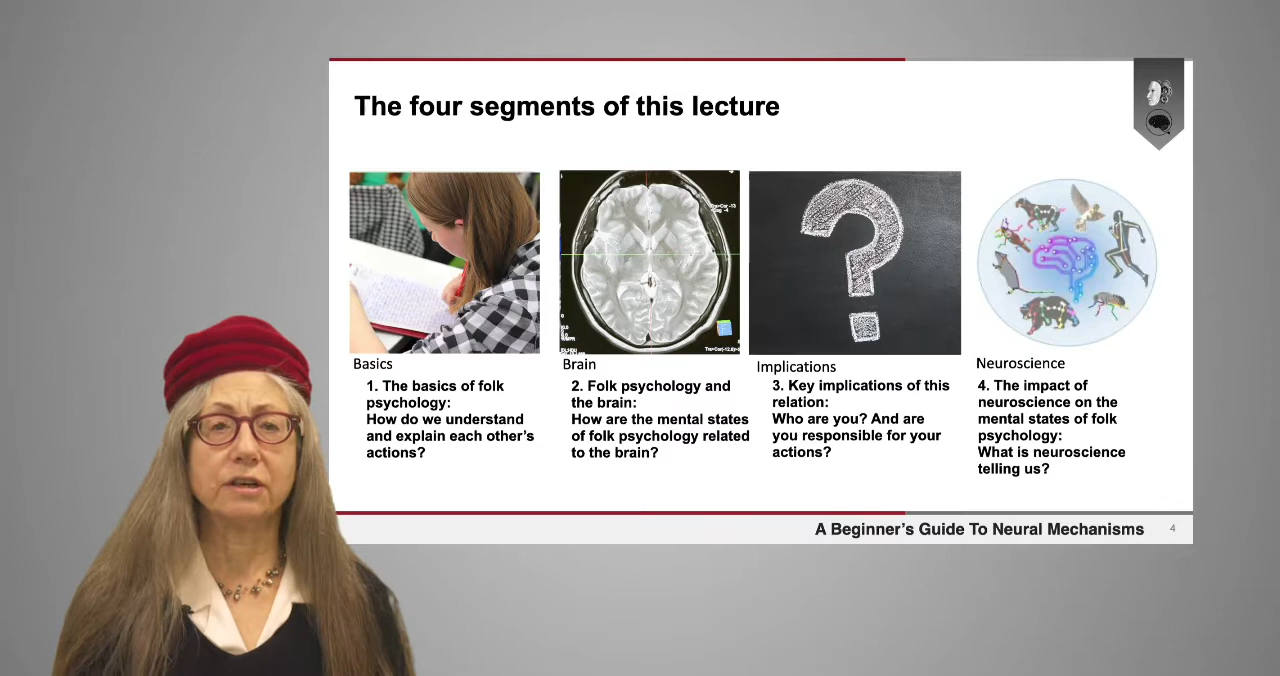 The four segments of this lecture
Basics
1. The basics of folk
psychology:
How do we understand
and explain each other’s
actions?
Brain
2. Folk psychology and
the brain:
How are the mental states
of folk psychology related
to the brain?
Implications
3. Key implications of this
relation:
Who are you? And are
you responsible for your
actions?
Neuroscience
4. The impact of
neuroscience on the
mental states of folk
psychology:
What is neuroscience
telling us?
A Beginner’s Guide To Neural Mechanisms
4